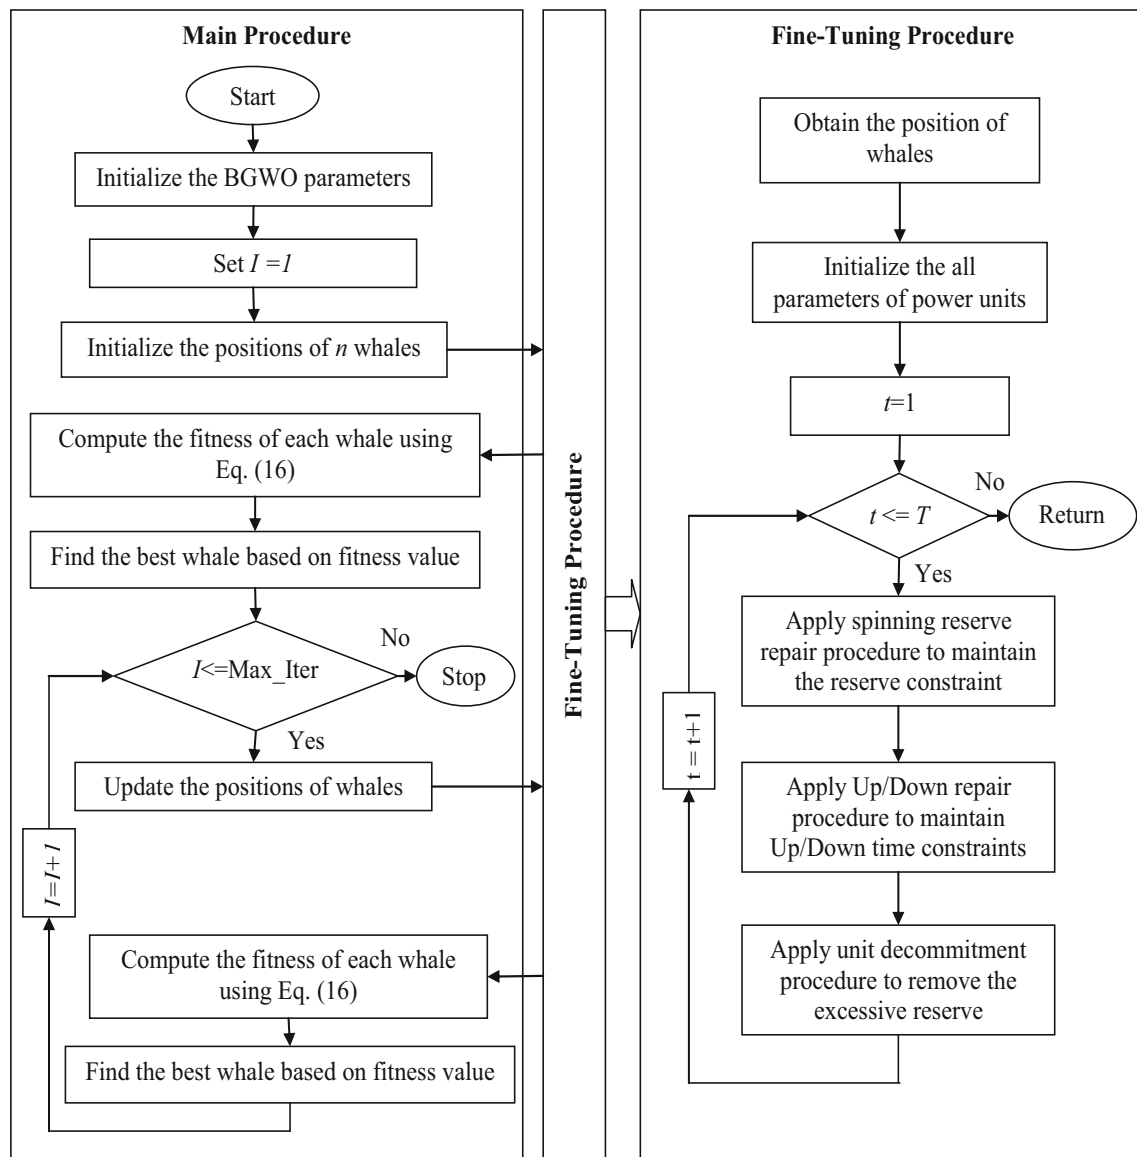 Main Procedure
Start
Initialize the BGWO parameters
Set I =1
Initialize the positions of n whales
Compute the fitness of each whale using
Eq. (16)
Find the best whale based on fitness value
I<=Max_Iter
No
Stop
Yes
Update the positions of whales
I=I+1
Compute the fitness of each whale
using Eq. (16)
Find the best whale based on fitness value
Fine-Tuning Procedure
Fine-Tuning Procedure
Obtain the position of
whales
Initialize the all
parameters of power units
t=1
t <= T
No
Return
Yes
Apply spinning reserve
repair procedure to maintain
the reserve constraint
t = t+1
Apply Up/Down repair
procedure to maintain
Up/Down time constraints
Apply unit decommitment
procedure to remove the
excessive reserve